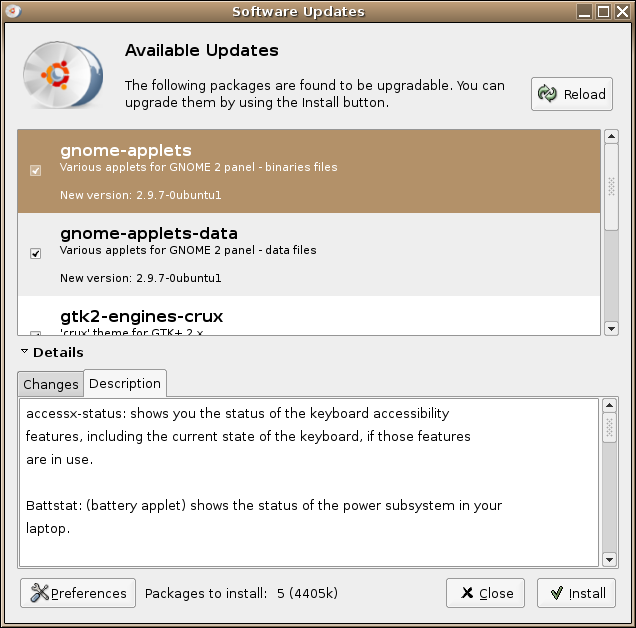 Software Updates
Available Updates
The following packages are found to be upgradable. You can
upgrade them by using the Install button.
Reload
gnome-applets
Various applets for GNOME 2 panel - binaries files
New version: 2.9.7-0ubuntu1
gnome-applets-data
Various applets for GNOME 2 panel - data files
New version: 2.9.7-0ubuntu1
gtk2-engines-crux
'crux' theme for GTK+ 2.x
Details
Changes
Description
accessx-status: shows you the status of the keyboard accessibility
features, including the current state of the keyboard, if those features
are in use.
Battstat: (battery applet) shows the status of the power subsystem in your
laptop.
Preferences
Packages to install: 5 (4405k)
Close
Install